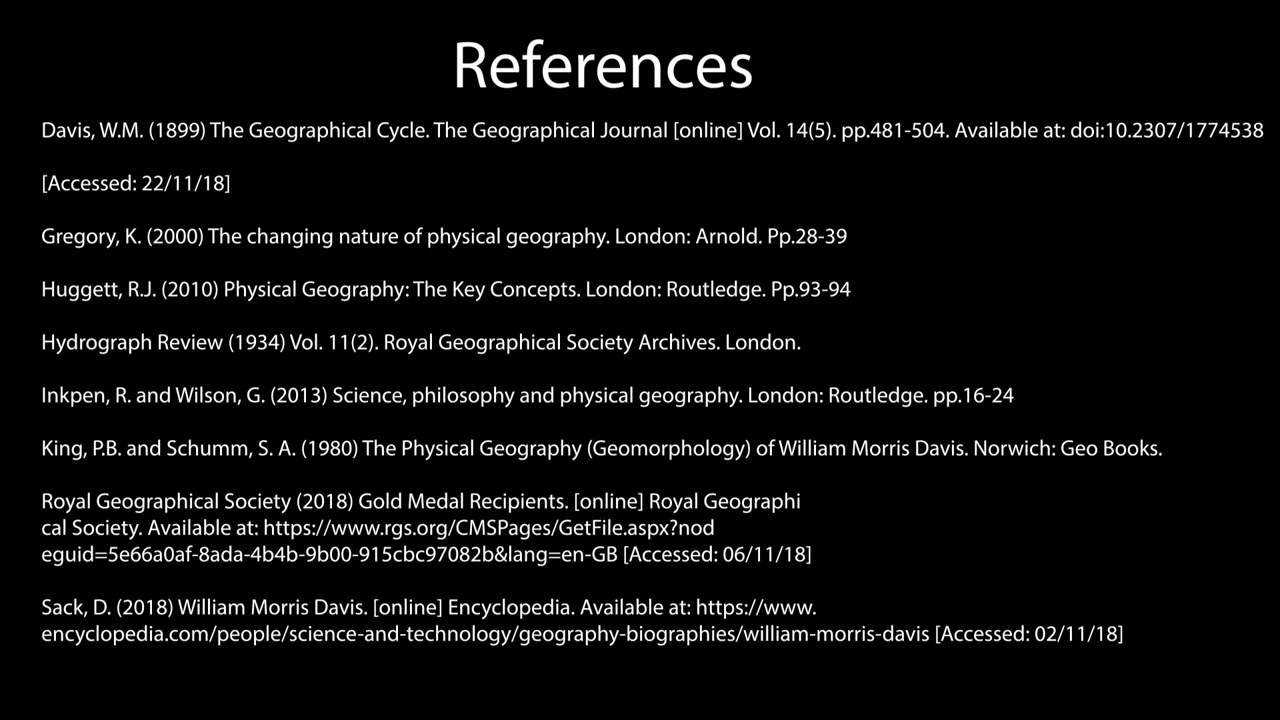 References
Davis, W.M. (1899) The Geographical Cycle. The Geographical Journal [online] Vol. 14(5). pp.481-504. Available at: doi:10.2307/1774538
[Accessed: 22/11/18]
Gregory, K. (2000) The changing nature of physical geography. London: Arnold. Pp.28-39
Huggett, R.J. (2010) Physical Geography: The Key Concepts. London: Routledge. Pp.93-94
Hydrograph Review (1934) Vol. 11(2). Royal Geographical Society Archives. London.
Inkpen, R. and Wilson, G. (2013) Science, philosophy and physical geography. London: Routledge. pp.16-24
King, P.B. and Schumm, S. A. (1980) The Physical Geography (Geomorphology) of William Morris Davis. Norwich: Geo Books.
Royal Geographical Society (2018) Gold Medal Recipients. [online] Royal Geographi
cal Society. Available at: https://www.rgs.org/CMSPages/GetFile.aspx?nod
eguid=5e66a0af-8ada-4b4b-9b00-915cbc97082b&lang=en-GB [Accessed: 06/11/18]
Sack, D. (2018) William Morris Davis. [online] Encyclopedia. Available at: https://www.
encyclopedia.com/people/science-and-technology/geography-biographies/william-morris-davis [Accessed: 02/11/18]